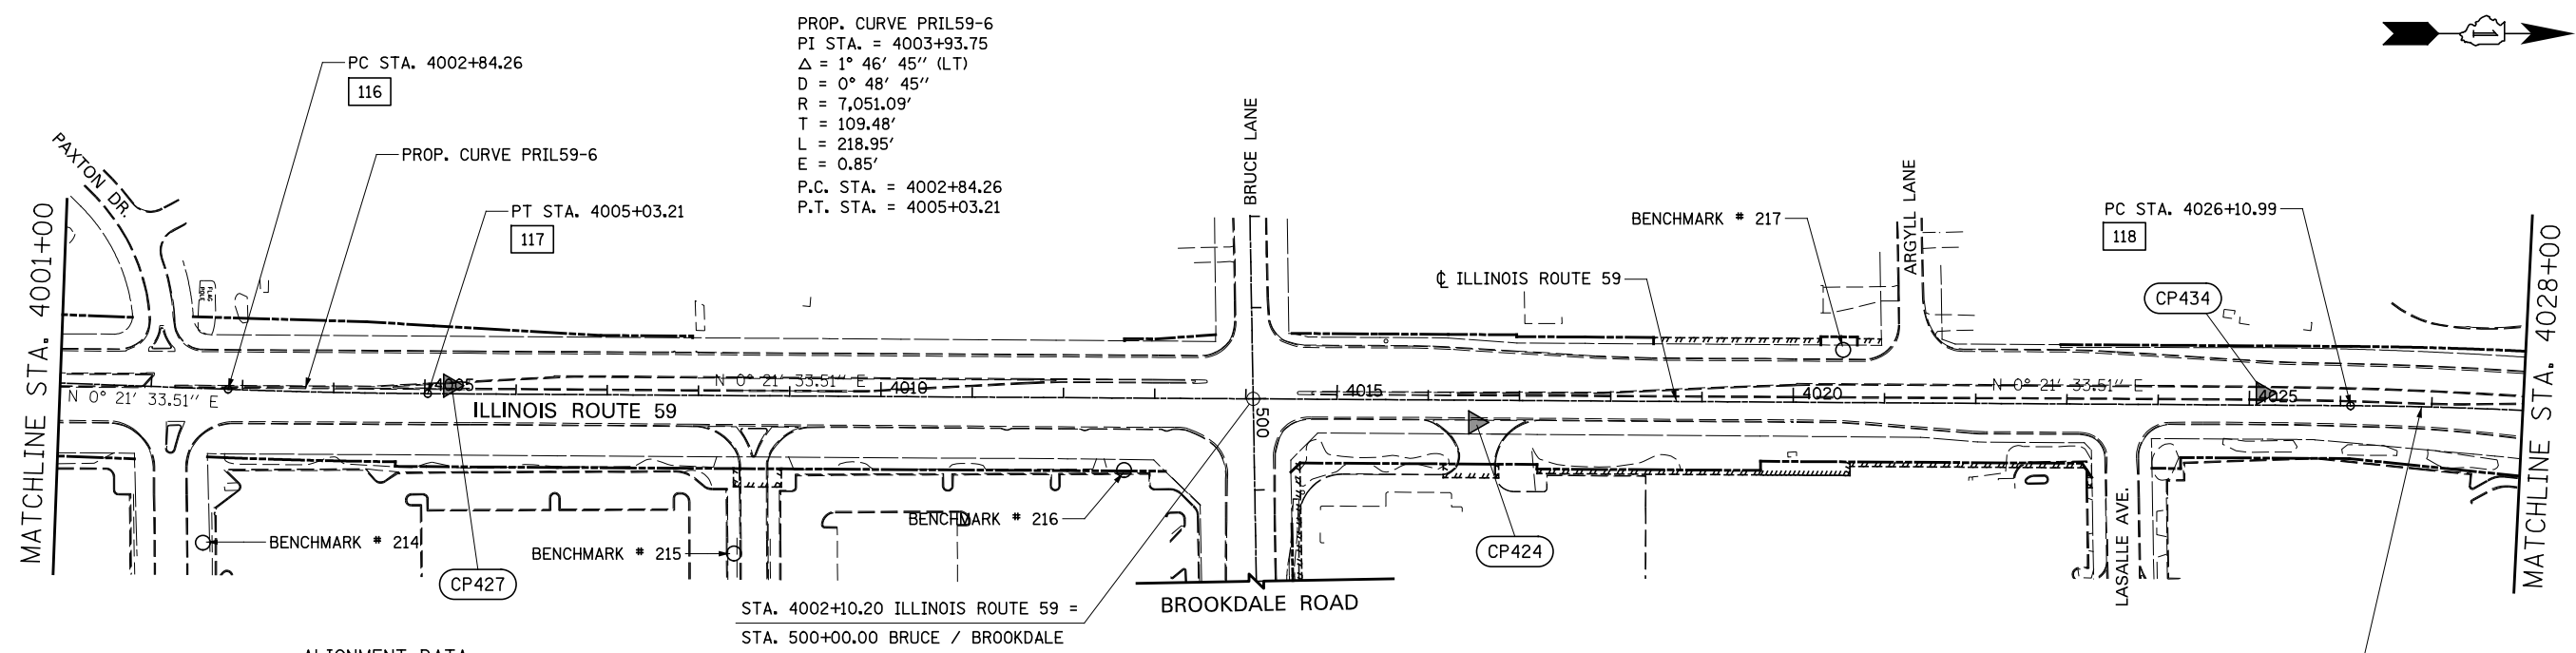 PROP. CURVE PRIL59-6
PI STA. = 4003+93.75
Δ = 1° 46' 45" (LT)
D = 0° 48' 45"
R = 7,051.09'
T = 109.48'
L = 218.95'
E = 0.85'
P.C. STA. = 4002+84.26
P.T. STA. = 4005+03.21
PC STA. 4002+84.26
116
PROP. CURVE PRIL59-6
PT STA. 4005+03.21
117
PAXTON DR.
MATCHLINE STA. 4001+00
FLAG POLE
BRUCE LANE
BENCHMARK # 217
ARGYLL LANE
PC STA. 4026+10.99
118
℄ ILLINOIS ROUTE 59
CP434
MATCHLINE STA. 4028+00
N 0° 21' 33.51" E
4005
N 0° 21' 33.51" E
4010
4015
4020
N 0° 21' 33.51" E
4025
ILLINOIS ROUTE 59
500
BENCHMARK # 214
BENCHMARK # 215
BENCHMARK # 216
CP427
CP424
LASALLE AVE.
BROOKDALE ROAD
STA. 4002+10.20 ILLINOIS ROUTE 59 =
STA. 500+00.00 BRUCE / BROOKDALE
ALIGNMENT DATA